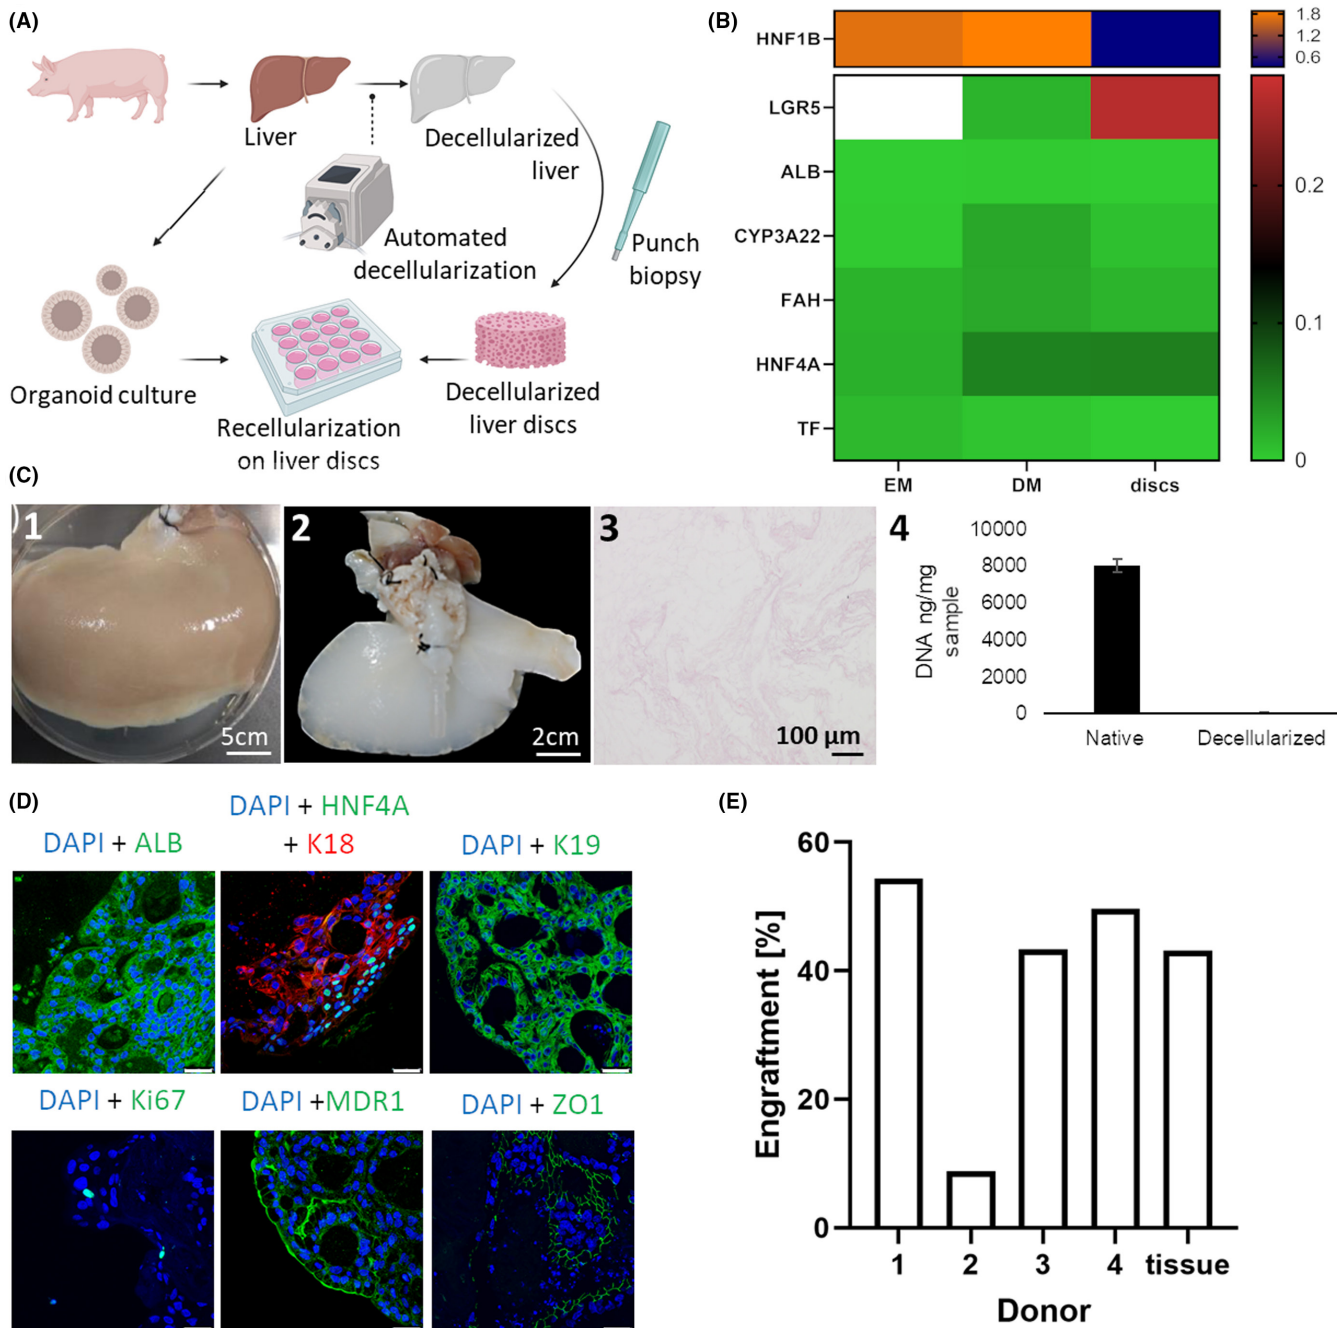 (A)
Liver
Decellularized
liver
Automated
decellularization
Punch
biopsy
Organoid culture
Recellularization
on liver discs
Decellularized
liver discs
(B)
HNF1B
LGR5
ALB
CYP3A22
FAH
HNF4A
TF
EM DM discs
1.8
1.2
0.6
0.2
0.1
0
(C)
)1
5cm
2
2cm
3
100 µm
4
DNA ng/mg
sample
10000
8000
6000
4000
2000
0
Native Decellularized
(D)
DAPI + ALB
DAPI + HNF4A
+ K18
DAPI + K19
DAPI + Ki67
DAPI +MDR1
DAPI + ZO1
(E)
Engraftment [%]
60
40
20
0
1 2 3 4 tissue
Donor